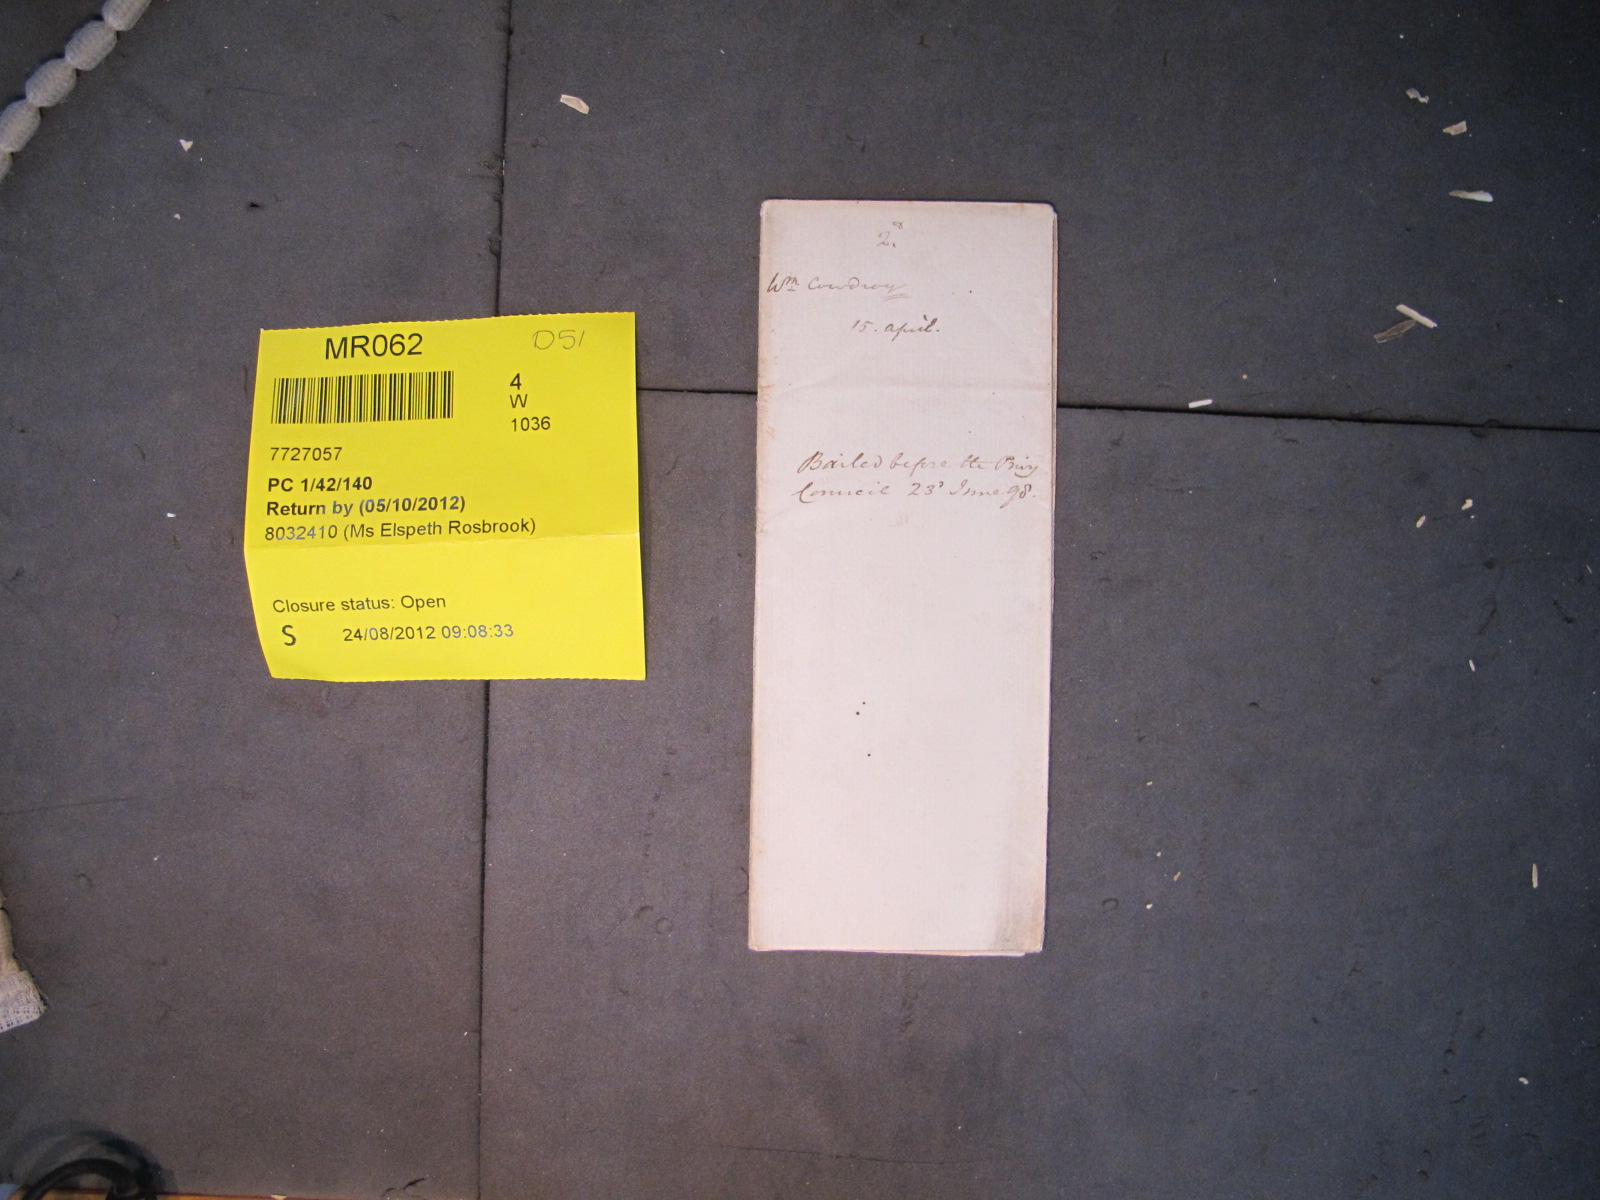 MR062 D51
4
W
1036
7727057
PC 1/42/140
Return by (05/10/2012)
8032410 (Ms Elspeth Rosbrook)
Closure status: Open
S 24/08/2012 09:08:33
2d
Wm Cowdroy
15. april.
Bailed before the Privy
Council 23d June 98.